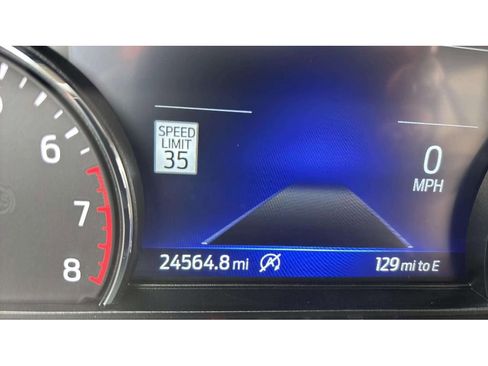 6
7
8
SPEED
LIMIT
35
0
MPH
24564.8 mi
129 mi to E